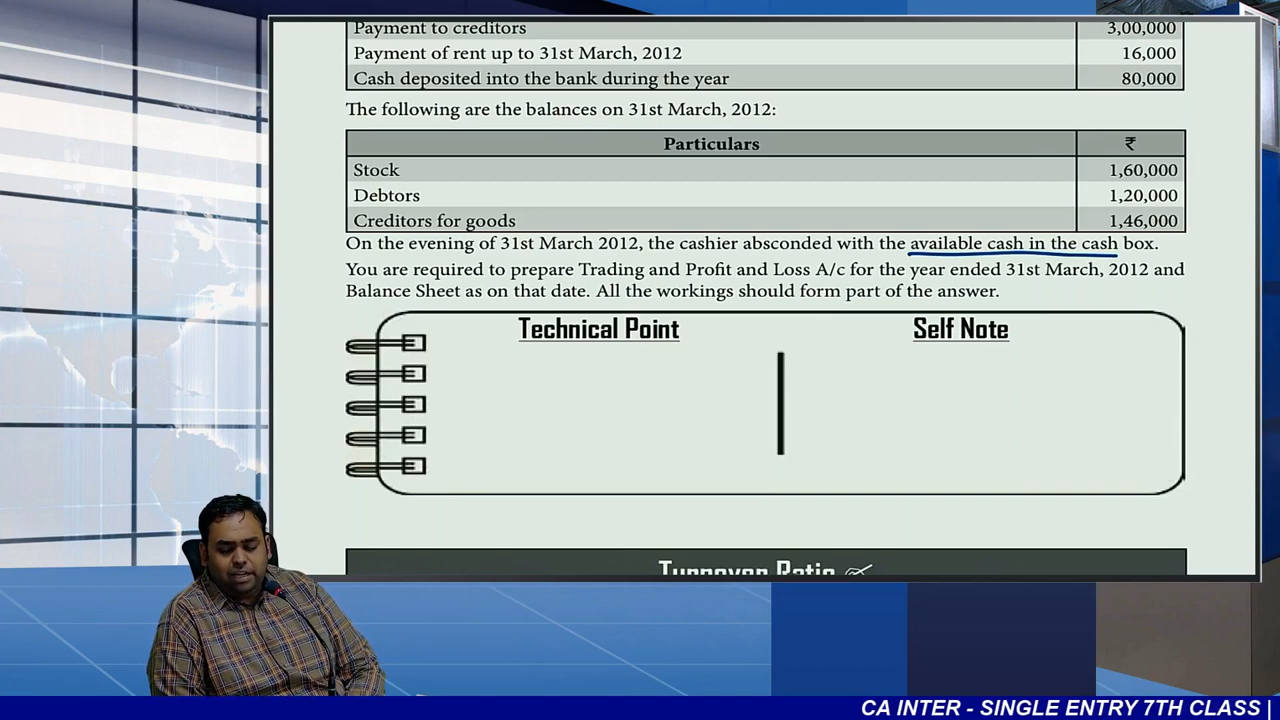 Payment to creditors 3,00,000
Payment of rent up to 31st March, 2012 16,000
Cash deposited into the bank during the year 80,000
The following are the balances on 31st March, 2012:
Particulars ₹
Stock 1,60,000
Debtors 1,20,000
Creditors for goods 1,46,000
On the evening of 31st March 2012, the cashier absconded with the available cash in the cash box.
You are required to prepare Trading and Profit and Loss A/c for the year ended 31st March, 2012 and
Balance Sheet as on that date. All the workings should form part of the answer.
Technical Point Self Note
Turnover Ratio
CA INTER - SINGLE ENTRY 7TH CLASS |